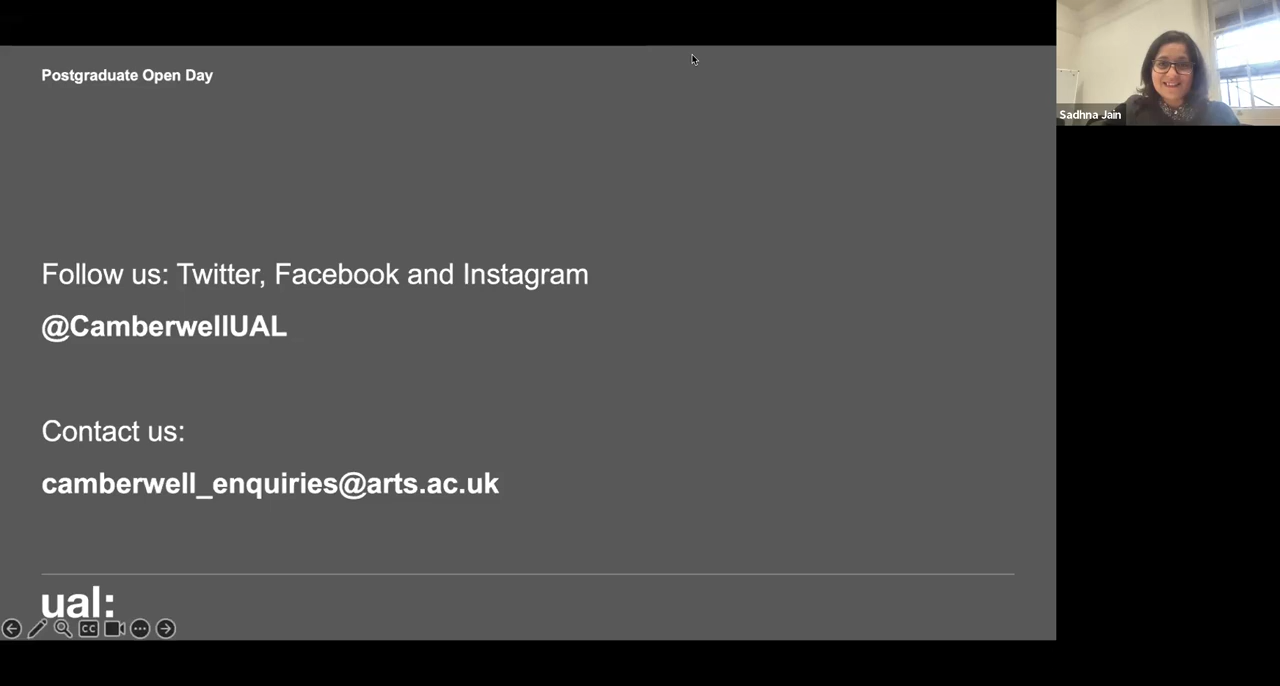 Postgraduate Open Day
Sadhna Jain
Follow us: Twitter, Facebook and Instagram
@CamberwellUAL
Contact us:
camberwell_enquiries@arts.ac.uk
ual:
CC